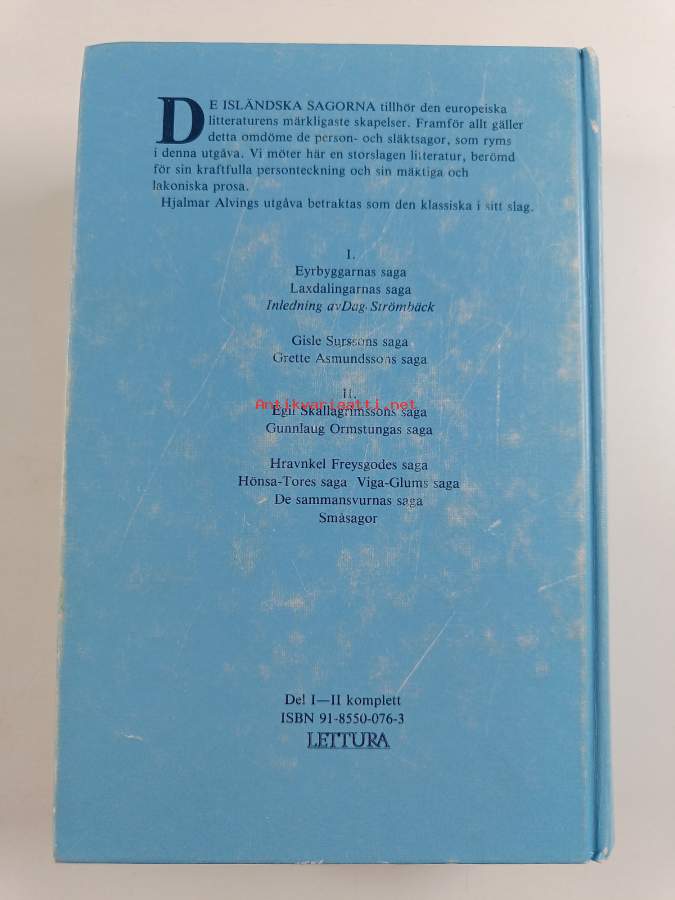 DE ISLÄNDSKA SAGORNA tillhör den europeiska
litteraturens märkligaste skapelser. Framför allt gäller
detta omdöme de person- och släktsagor, som ryms
i denna utgåva. Vi möter här en storslagen litteratur, berömd
för sin kraftfulla personteckning och sin mäktiga och
lakoniska prosa.
Hjalmar Alvings utgåva betraktas som den klassiska i sitt slag.
I.
Eyrbyggarnas saga
Laxdalingarnas saga
Inledning av Dag Strömbäck
Gisle Surssons saga
Grette Asmundssons saga
II.
Antikwariaatti.net
Egil Skallagrimssons saga
Gunnlaug Ormstungas saga
Hravnkel Freysgodes saga
Hönsa-Tores saga Viga-Glums saga
De sammansvurnas saga
Småsagor
Del I—II komplett
ISBN 91-8550-076-3
LETTURA